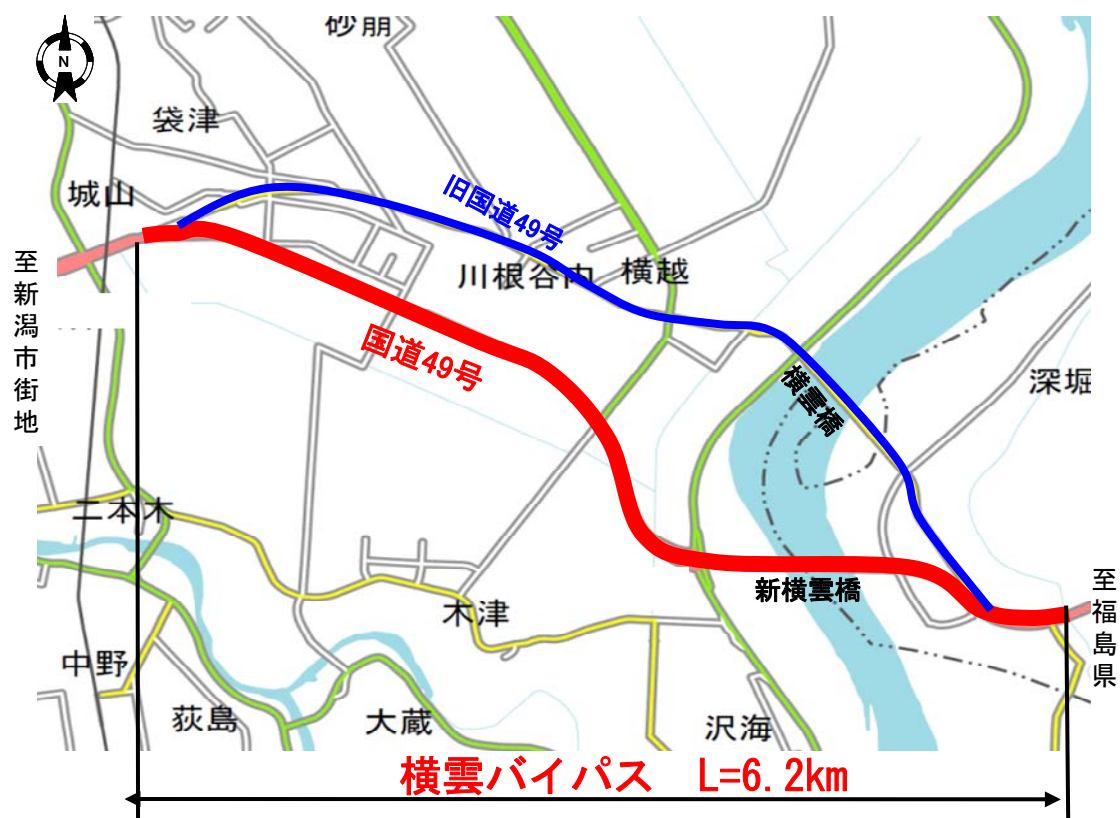 砂崩
N
袋津
城山
旧国道49号
至新潟市街地
川根谷内
横越
国道49号
横雲橋
深堀
二本木
新横雲橋
至福島県
木津
中野
荻島
大蔵
沢海
横雲バイパス L=6.2km